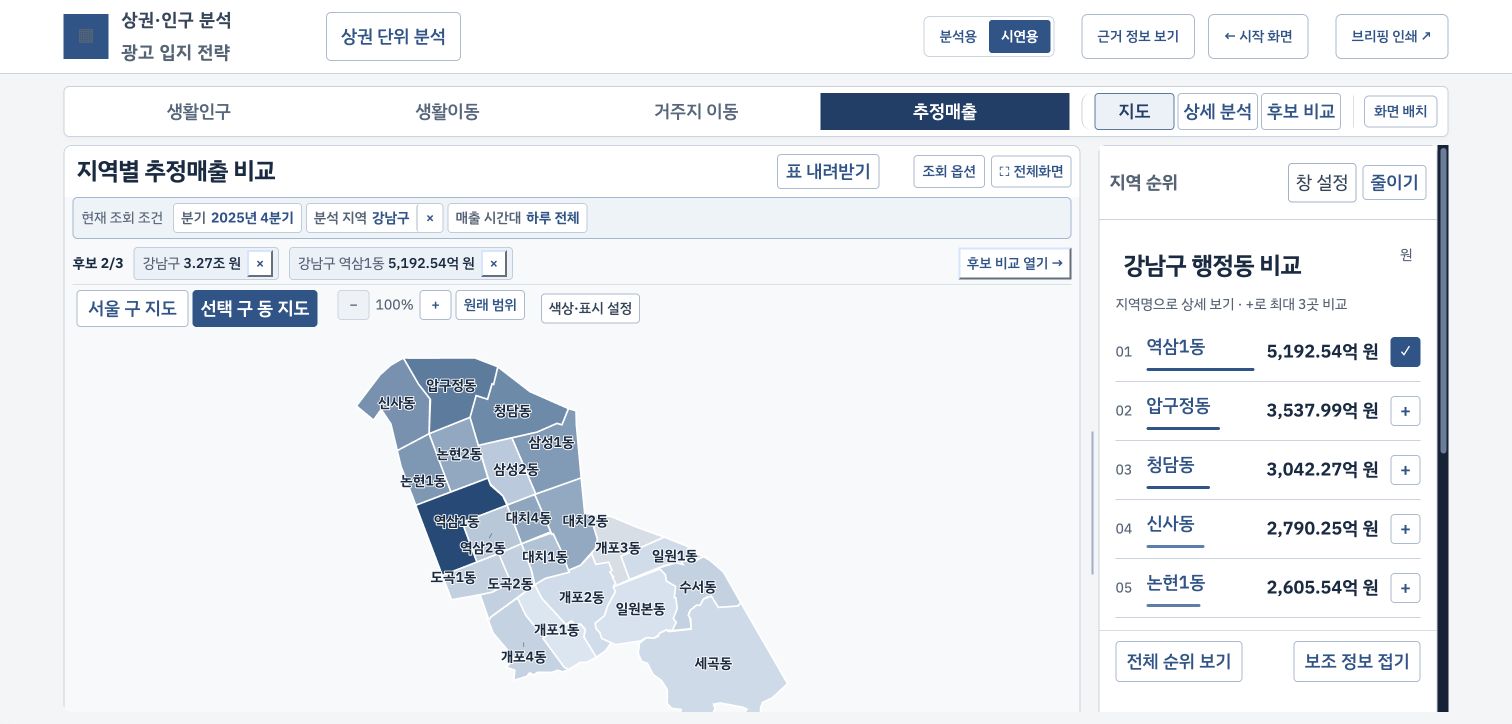 상권·인구 분석
광고 입지 전략
상권 단위 분석
분석용 시연용
근거 정보 보기
← 시작 화면
브리핑 인쇄 ↗
생활인구 생활이동 거주지 이동 추정매출
지도 상세 분석 후보 비교 화면 배치
지역별 추정매출 비교
표 내려받기 조회 옵션 전체화면
현재 조회 조건 분기 2025년 4분기 분석 지역 강남구 × 매출 시간대 하루 전체
후보 2/3 강남구 3.27조 원 × 강남구 역삼1동 5,192.54억 원 × 후보 비교 열기 →
서울 구 지도 선택 구 동 지도 − 100% + 원래 범위 색상·표시 설정
압구정동
신사동
청담동
삼성1동
논현2동
삼성2동
논현1동
대치4동
역삼1동
대치2동
역삼2동
개포3동
대치1동
일원1동
도곡1동
도곡2동
수서동
개포2동
일원본동
개포1동
개포4동
세곡동
지역 순위 창 설정 줄이기
원
강남구 행정동 비교
지역명으로 상세 보기 · +로 최대 3곳 비교
01 역삼1동 5,192.54억 원 ✓
02 압구정동 3,537.99억 원 +
03 청담동 3,042.27억 원 +
04 신사동 2,790.25억 원 +
05 논현1동 2,605.54억 원 +
전체 순위 보기 보조 정보 접기